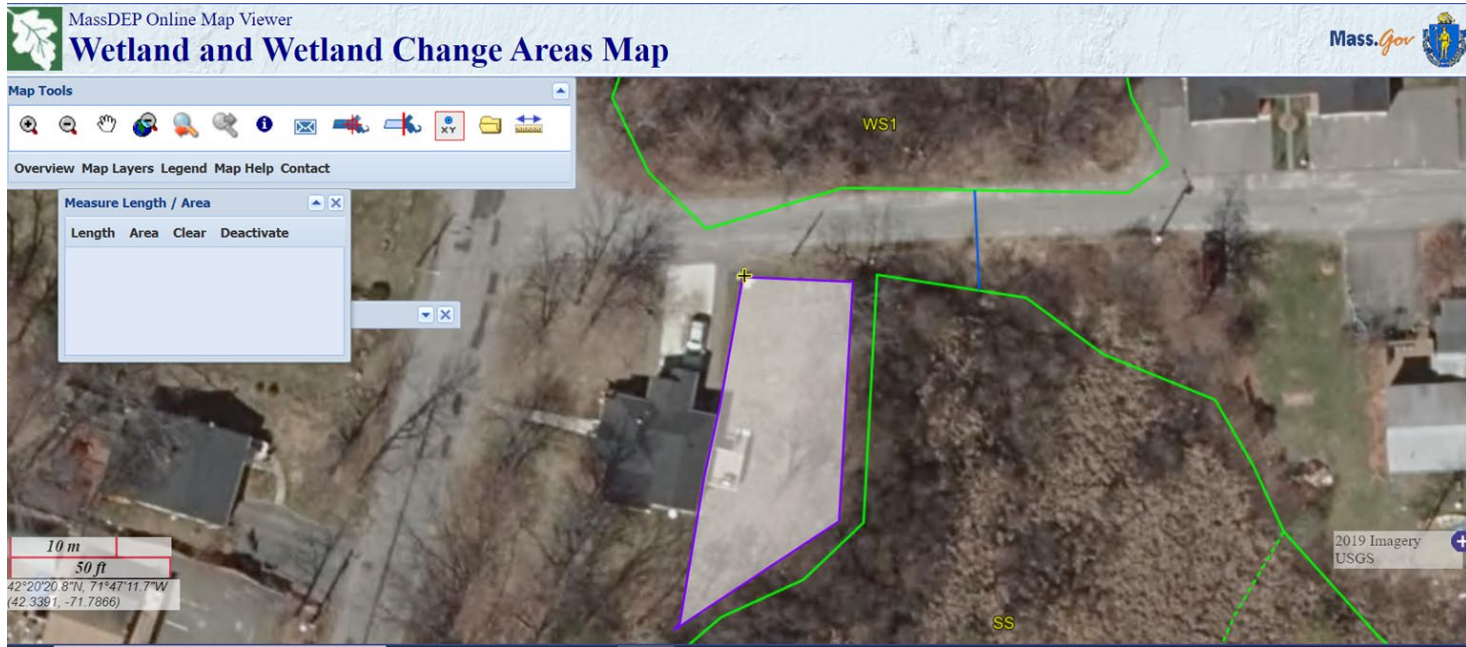 MassDEP Online Map Viewer
Wetland and Wetland Change Areas Map
Mass.Gov
Map Tools
XY
Overview Map Layers Legend Map Help Contact
Measure Length / Area
Length Area Clear Deactivate
WS1
10 m
50 ft
42°20'20.8"N, 71°47'11.7"W
(42.3391, -71.7866)
2019 Imagery
USGS
SS